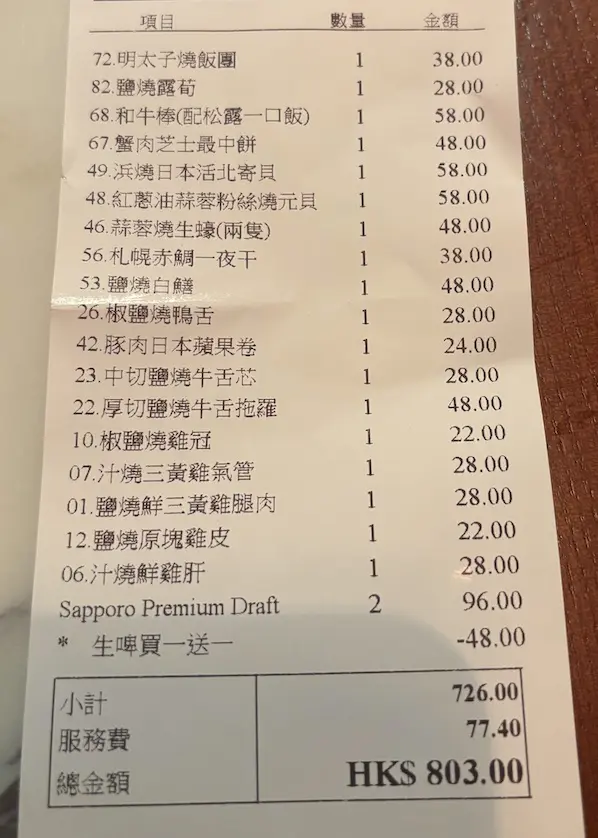 項目 數量 金額
72.明太子燒飯團 1 38.00
82.鹽燒露荀 1 28.00
68.和牛棒(配松露一口飯) 1 58.00
67.蟹肉芝士最中餅 1 48.00
49.浜燒日本活北寄貝 1 58.00
48.紅蔥油蒜蓉粉絲燒元貝 1 58.00
46.蒜蓉燒生蠔(兩隻) 1 48.00
56.札幌赤鯛一夜干 1 38.00
53.鹽燒白鱔 1 48.00
26.椒鹽燒鴨舌 1 28.00
42.豚肉日本蘋果卷 1 24.00
23.中切鹽燒牛舌芯 1 28.00
22.厚切鹽燒牛舌拖羅 1 48.00
10.椒鹽燒雞冠 1 22.00
07.汁燒三黃雞氣管 1 28.00
01.鹽燒鮮三黃雞腿肉 1 28.00
12.鹽燒原塊雞皮 1 22.00
06.汁燒鮮雞肝 1 28.00
Sapporo Premium Draft 2 96.00
* 生啤買一送一 -48.00
小計 726.00
服務費 77.40
總金額 HK$ 803.00